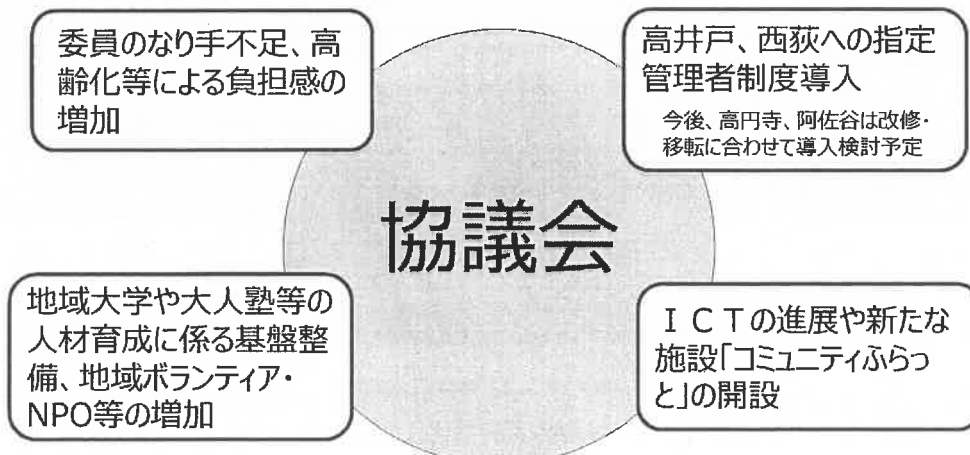 委員のなり手不足、高
齢化等による負担感の
増加
高井戸、西荻への指定
管理者制度導入
今後、高円寺、阿佐谷は改修・
移転に合わせて導入検討予定
協議会
地域大学や大人塾等の
人材育成に係る基盤整
備、地域ボランティア・
NPO等の増加
ＩＣＴの進展や新たな
施設「コミュニティふらっ
と」の開設